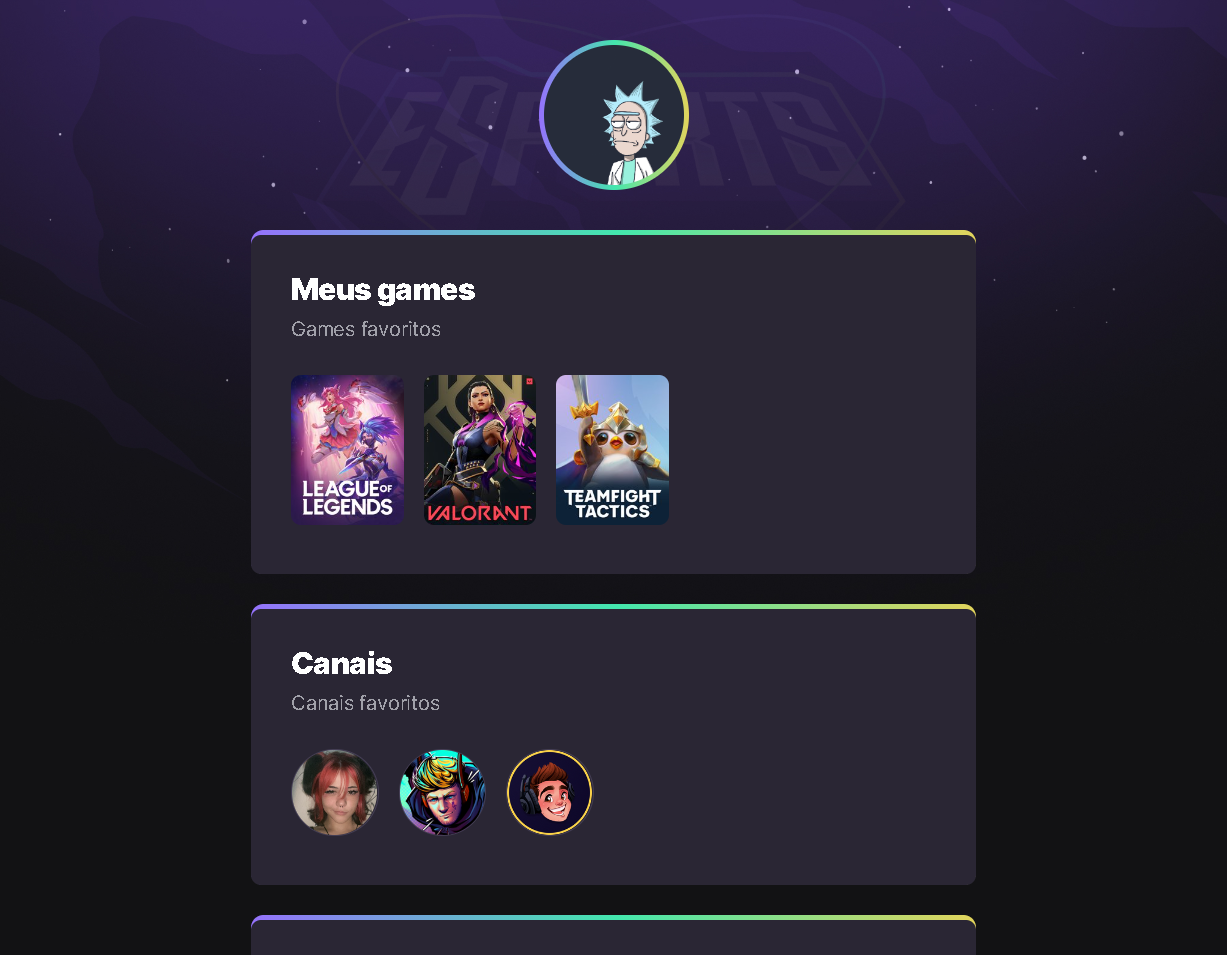 ESPORTS
Meus games
Games favoritos
LEAGUE OF
LEGENDS
VALORANT
TEAMFIGHT
TACTICS
Canais
Canais favoritos